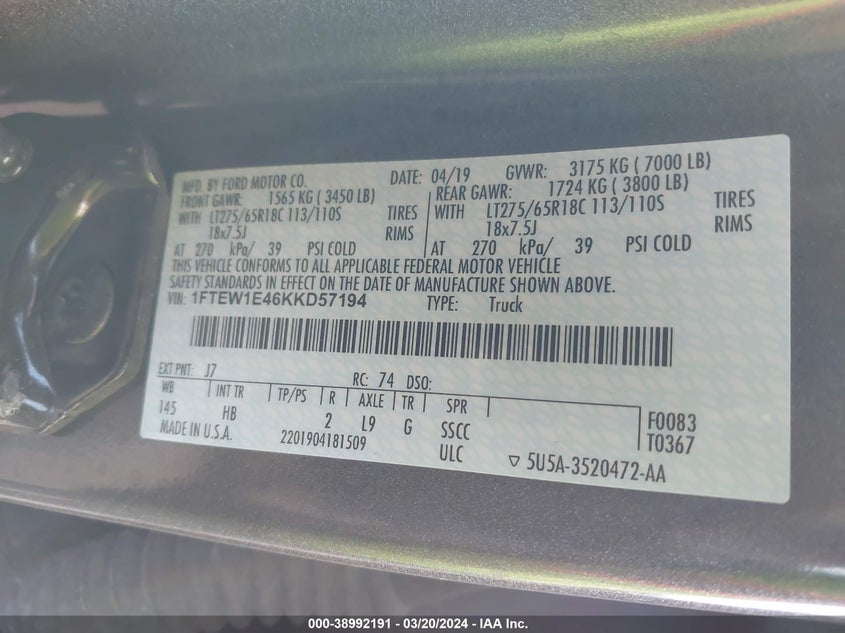 MFD. BY FORD MOTOR CO. DATE: 04/19 GVWR: 3175 KG ( 7000 LB)
FRONT GAWR: 1565 KG ( 3450 LB) REAR GAWR: 1724 KG ( 3800 LB)
WITH LT275/65R18C 113/110S TIRES WITH LT275/65R18C 113/110S TIRES
18x7.5J RIMS 18x7.5J RIMS
AT 270 kPa/ 39 PSI COLD AT 270 kPa/ 39 PSI COLD
THIS VEHICLE CONFORMS TO ALL APPLICABLE FEDERAL MOTOR VEHICLE
SAFETY STANDARDS IN EFFECT ON THE DATE OF MANUFACTURE SHOWN ABOVE.
VIN: 1FTEW1E46KKD57194 TYPE: Truck
EXT PNT: J7 RC: 74 DSO:
WB INT TR TP/PS R AXLE TR SPR
145 HB 2 L9 G SSCC F0083
MADE IN U.S.A. 2201904181509 ULC T0367
▽ 5U5A-3520472-AA
000-38992191 - 03/20/2024 - IAA Inc.